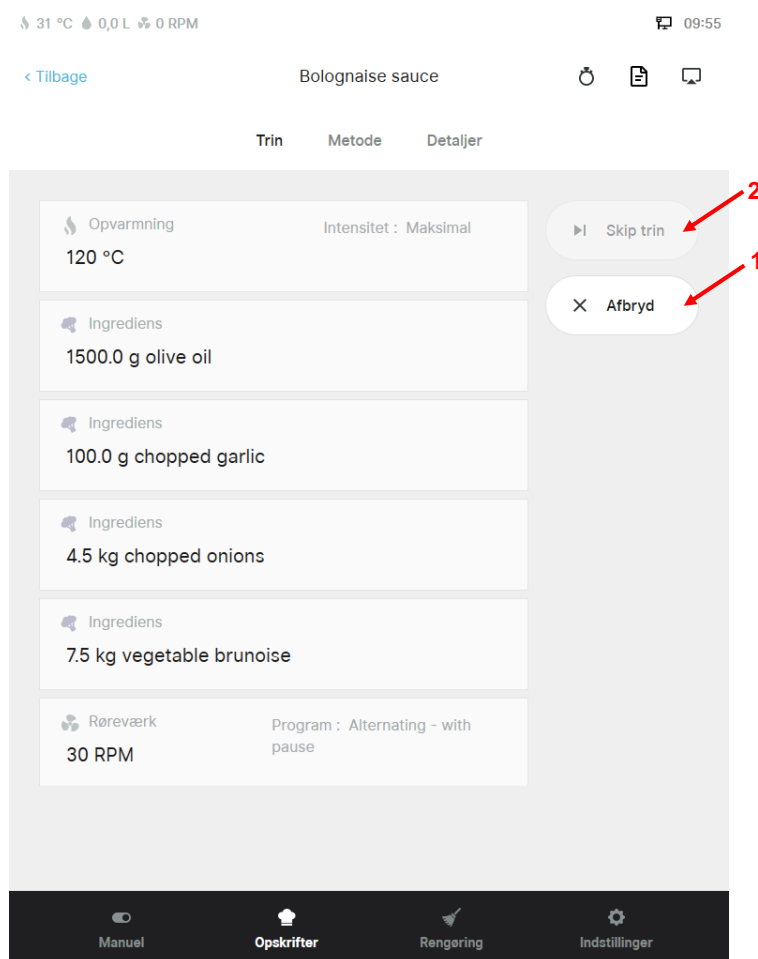 31 °C 0,0 L 0 RPM 09:55
< Tilbage Bolognaise sauce
Trin Metode Detaljer
Opvarmning Intensitet : Maksimal
120 °C
Skip trin
2
Afbryd
1
Ingrediens
1500.0 g olive oil
Ingrediens
100.0 g chopped garlic
Ingrediens
4.5 kg chopped onions
Ingrediens
7.5 kg vegetable brunoise
Røreværk Program : Alternating - with
pause
30 RPM
Manuel Opskrifter Rengøring Indstillinger